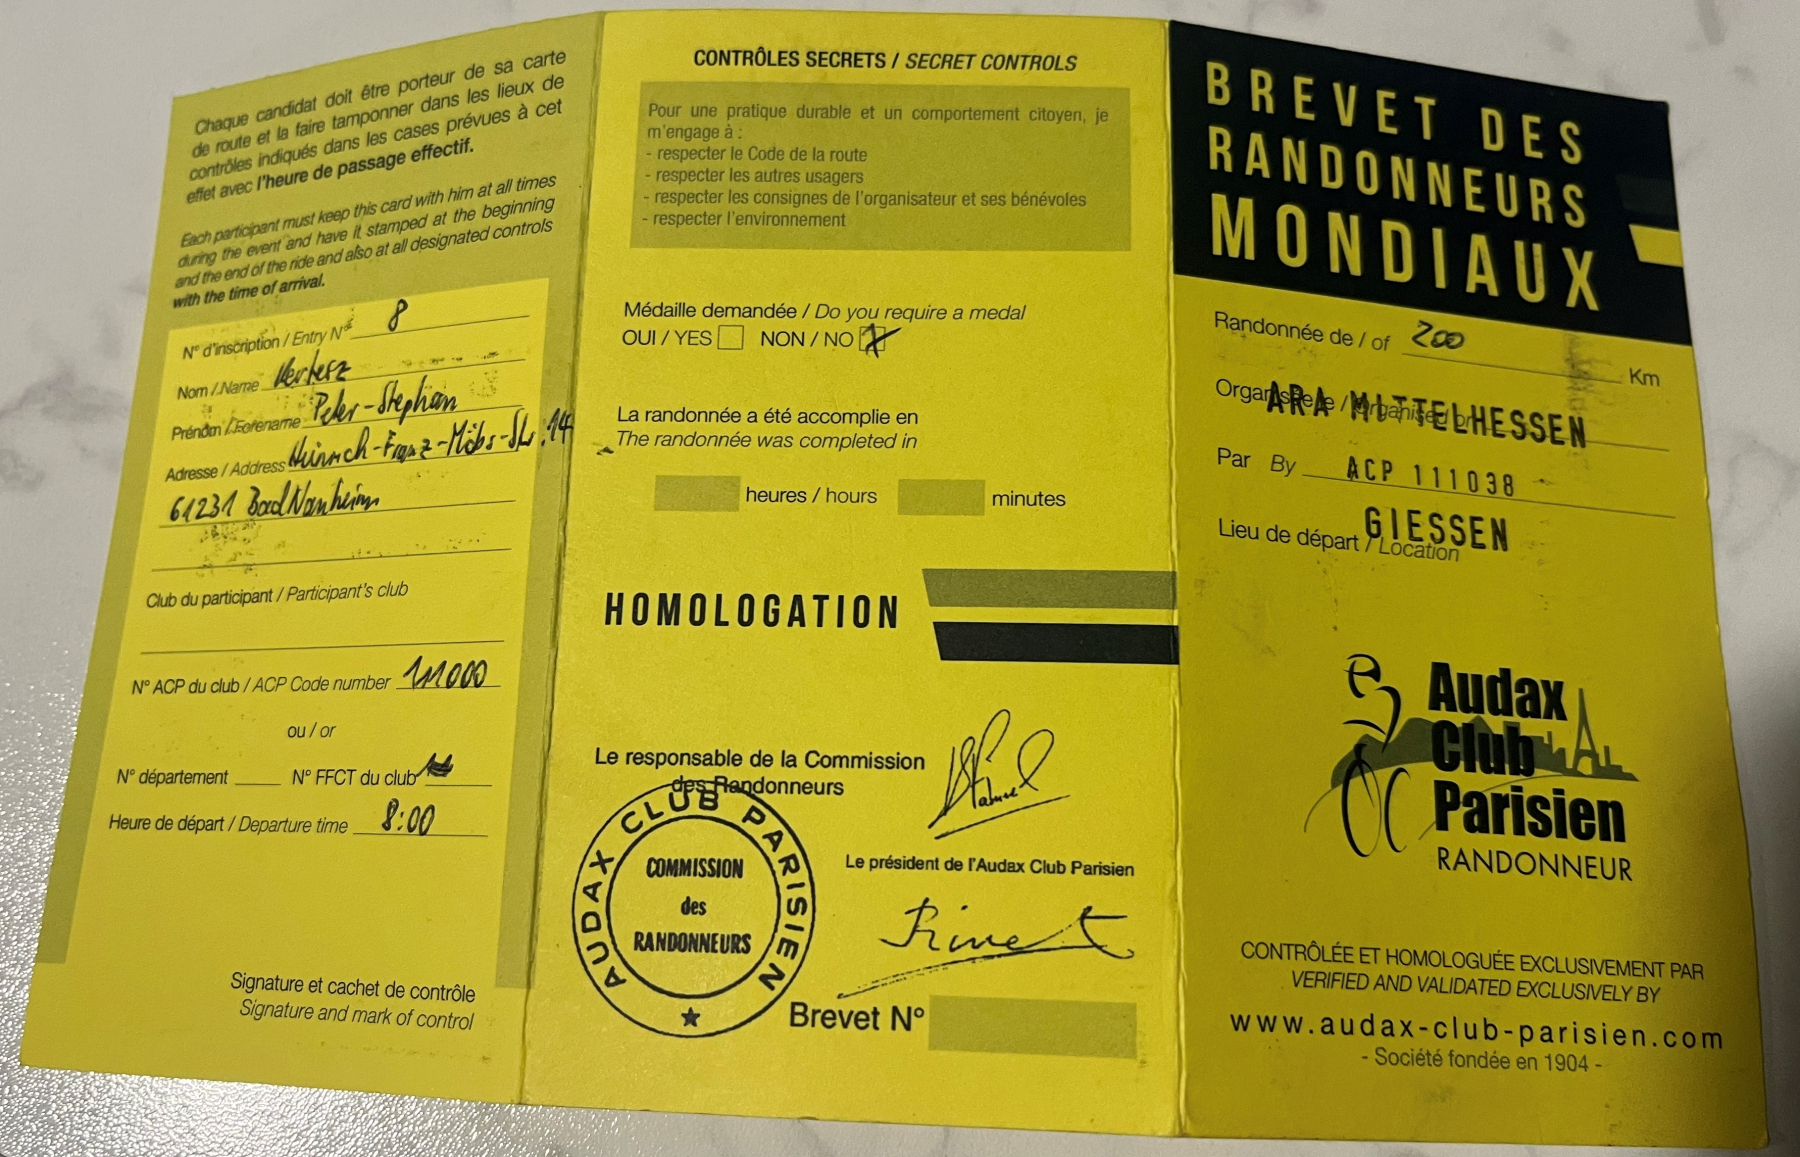 Chaque candidat doit être porteur de sa carte
de route et la faire tamponner dans les lieux de
contrôles indiqués dans les cases prévues à cet
effet avec l'heure de passage effectif.
Each participant must keep this card with him at all times
during the event and have it stamped at the beginning
and the end of the ride and also at all designated controls
with the time of arrival.
N° d'inscription / Entry N° 8
Nom / Name Kertesz
Prénom / Forename Peter-Stephan
Adresse / Address Heinrich-Franz-Möbs-Str. 14
61231 Bad Nauheim
Club du participant / Participant's club
N° ACP du club / ACP Code number 111000
ou / or
N° département N° FFCT du club
Heure de départ / Departure time 8:00
Signature et cachet de contrôle
Signature and mark of control
CONTRÔLES SECRETS / SECRET CONTROLS
Pour une pratique durable et un comportement citoyen, je
m'engage à :
- respecter le Code de la route
- respecter les autres usagers
- respecter les consignes de l'organisateur et ses bénévoles
- respecter l'environnement
Médaille demandée / Do you require a medal
OUI / YES NON / NO X
La randonnée a été accomplie en
The randonnée was completed in
heures / hours minutes
HOMOLOGATION
Le responsable de la Commission
des Randonneurs
AUDAX CLUB PARISIEN
COMMISSION
des
RANDONNEURS
Le président de l'Audax Club Parisien
Brevet N°
BREVET DES
RANDONNEURS
MONDIAUX
Randonnée de / of 200 Km
Organisée le / Organised on
ARA MITTELHESSEN
Par By ACP 111038
Lieu de départ / Location GIESSEN
Audax
Club
Parisien
RANDONNEUR
CONTRÔLÉE ET HOMOLOGUÉE EXCLUSIVEMENT PAR
VERIFIED AND VALIDATED EXCLUSIVELY BY
www.audax-club-parisien.com
- Société fondée en 1904 -